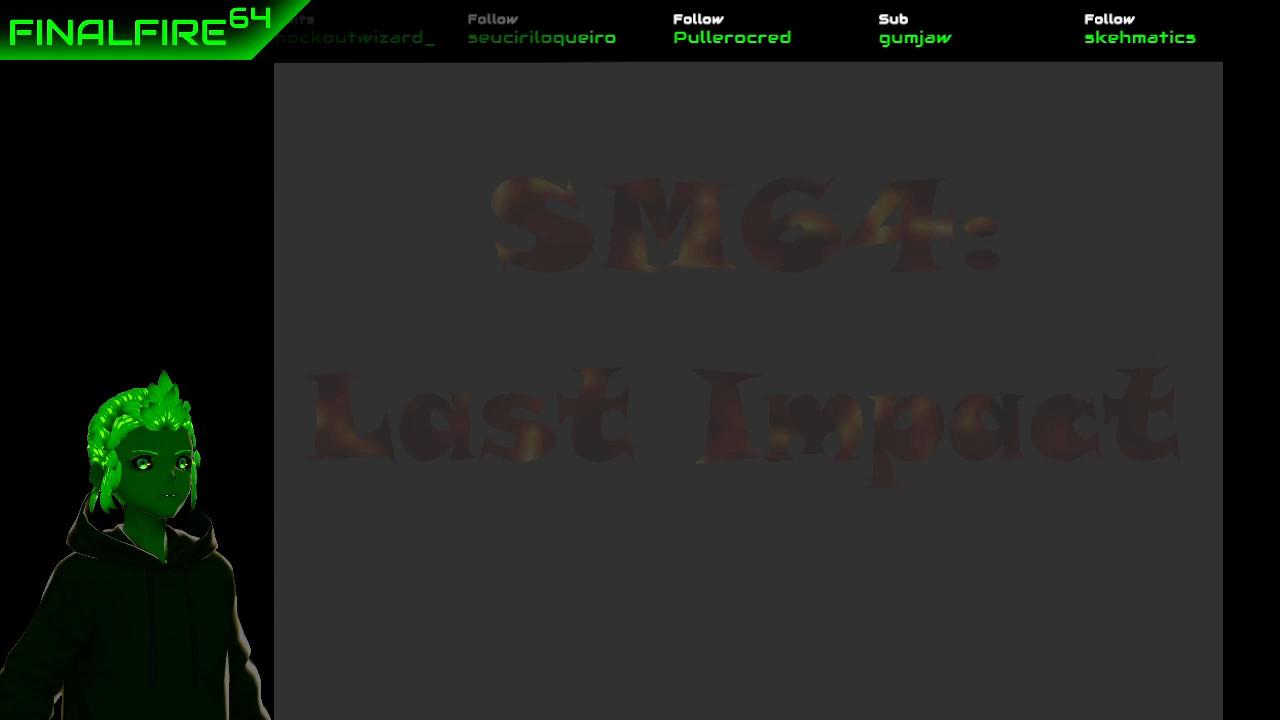 FINALFIRE64
Follow
seuciriloqueiro
Follow
Pullerocred
Sub
gumjaw
Follow
skehmatics
SM64:
Last Impact